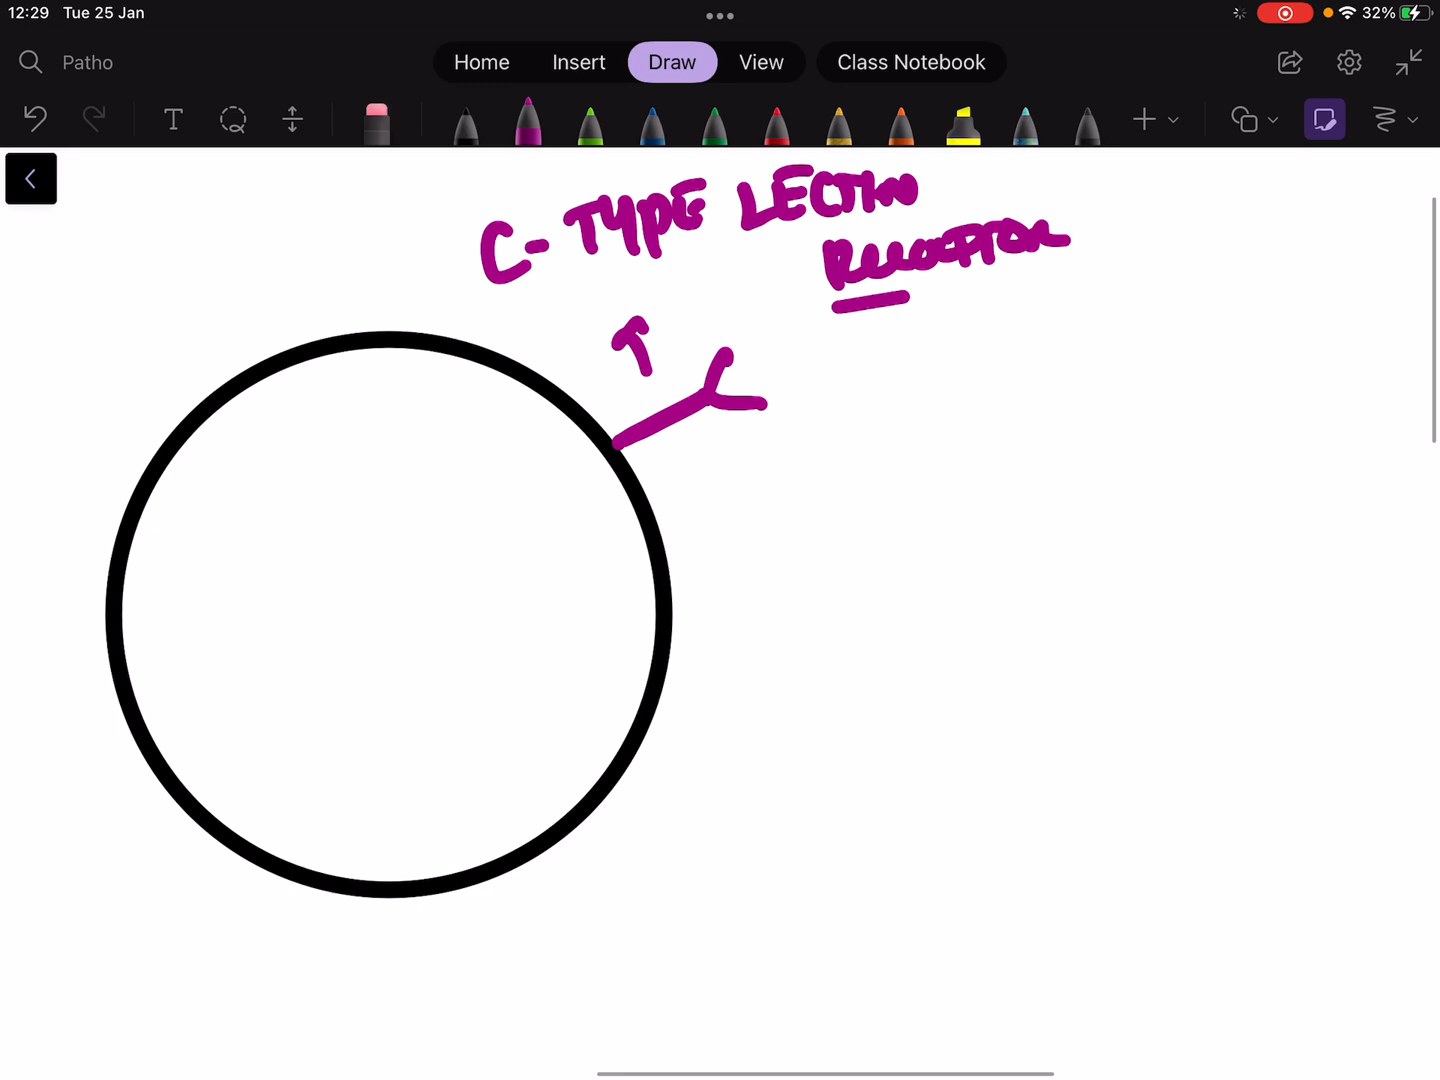 12:29 Tue 25 Jan
32%
Patho
Home Insert Draw View Class Notebook
T
C- TYPE LECTIN
RECEPTOR